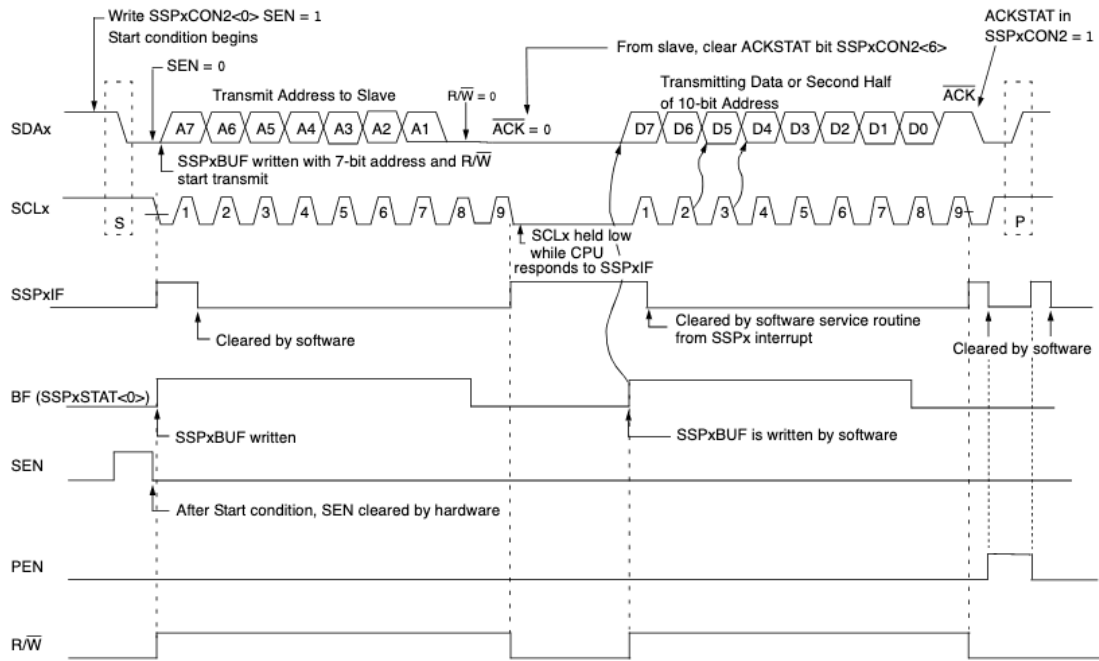 Write SSPxCON2<0> SEN = 1
Start condition begins
ACKSTAT in
SSPxCON2 = 1
From slave, clear ACKSTAT bit SSPxCON2<6>
SEN = 0
Transmit Address to Slave
R/W̅ = 0
Transmitting Data or Second Half
of 10-bit Address
A̅C̅K̅
SDAx
A7 A6 A5 A4 A3 A2 A1
A̅C̅K̅ = 0
D7 D6 D5 D4 D3 D2 D1 D0
SSPxBUF written with 7-bit address and R/W̅
start transmit
SCLx
S
1 2 3 4 5 6 7 8 9
1 2 3 4 5 6 7 8 9
P
SCLx held low
while CPU
responds to SSPxIF
SSPxIF
Cleared by software
Cleared by software service routine
from SSPx interrupt
Cleared by software
BF (SSPxSTAT<0>)
SSPxBUF written
SSPxBUF is written by software
SEN
After Start condition, SEN cleared by hardware
PEN
R/W̅